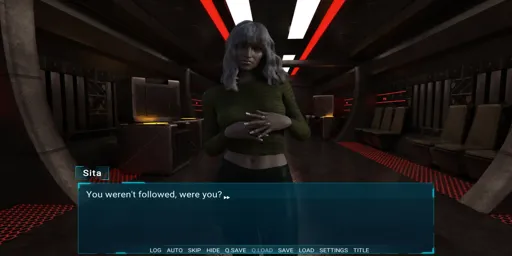 Sita
You weren't followed, were you?
LOG AUTO SKIP HIDE Q.SAVE Q.LOAD SAVE LOAD SETTINGS TITLE